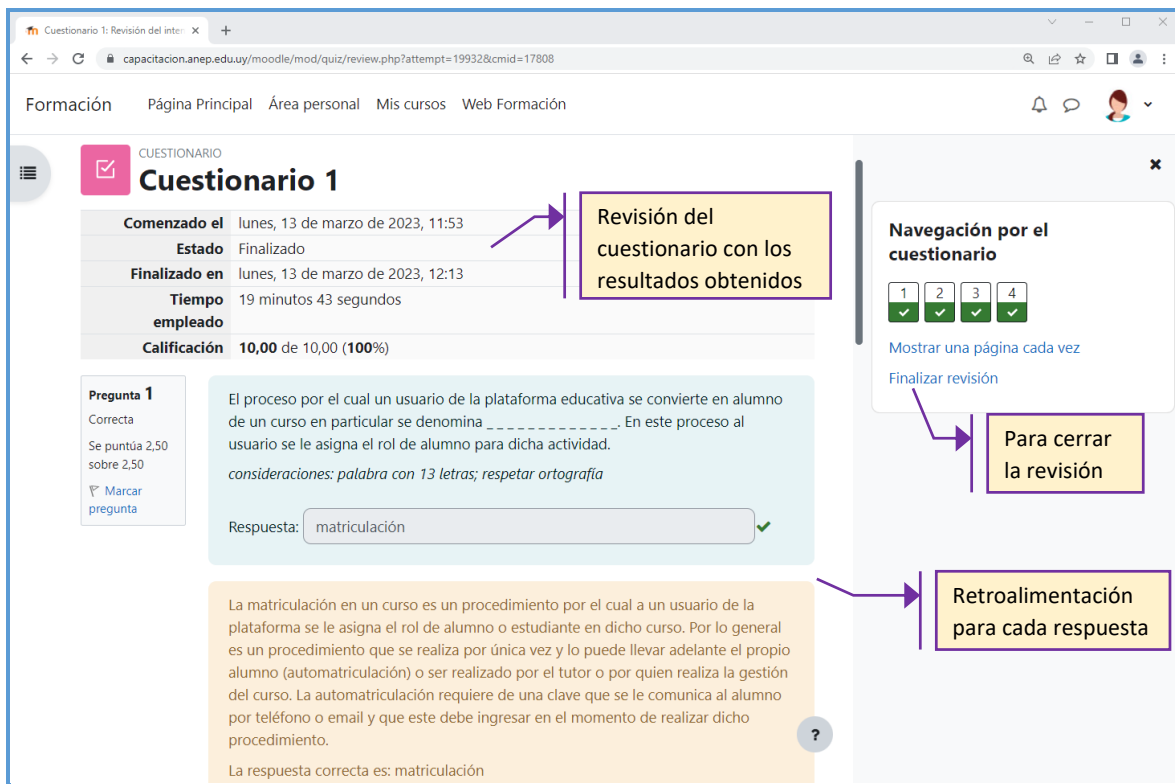 Cuestionario 1: Revisión del inter
capacitacion.anep.edu.uy/moodle/mod/quiz/review.php?attempt=19932&cmid=17808
Formación Página Principal Área personal Mis cursos Web Formación
CUESTIONARIO
Cuestionario 1
Comenzado el lunes, 13 de marzo de 2023, 11:53
Estado Finalizado
Finalizado en lunes, 13 de marzo de 2023, 12:13
Tiempo 19 minutos 43 segundos
empleado
Calificación 10,00 de 10,00 (100%)
Revisión del
cuestionario con los
resultados obtenidos
Navegación por el
cuestionario
1 2 3 4
Mostrar una página cada vez
Finalizar revisión
Para cerrar
la revisión
Pregunta 1
Correcta
Se puntúa 2,50
sobre 2,50
Marcar
pregunta
El proceso por el cual un usuario de la plataforma educativa se convierte en alumno
de un curso en particular se denomina _ _ _ _ _ _ _ _ _ _ _ _ _. En este proceso al
usuario se le asigna el rol de alumno para dicha actividad.
consideraciones: palabra con 13 letras; respetar ortografía
Respuesta: matriculación
Retroalimentación
para cada respuesta
La matriculación en un curso es un procedimiento por el cual a un usuario de la
plataforma se le asigna el rol de alumno o estudiante en dicho curso. Por lo general
es un procedimiento que se realiza por única vez y lo puede llevar adelante el propio
alumno (automatriculación) o ser realizado por el tutor o por quien realiza la gestión
del curso. La automatriculación requiere de una clave que se le comunica al alumno
por teléfono o email y que este debe ingresar en el momento de realizar dicho
procedimiento.
?
La respuesta correcta es: matriculación